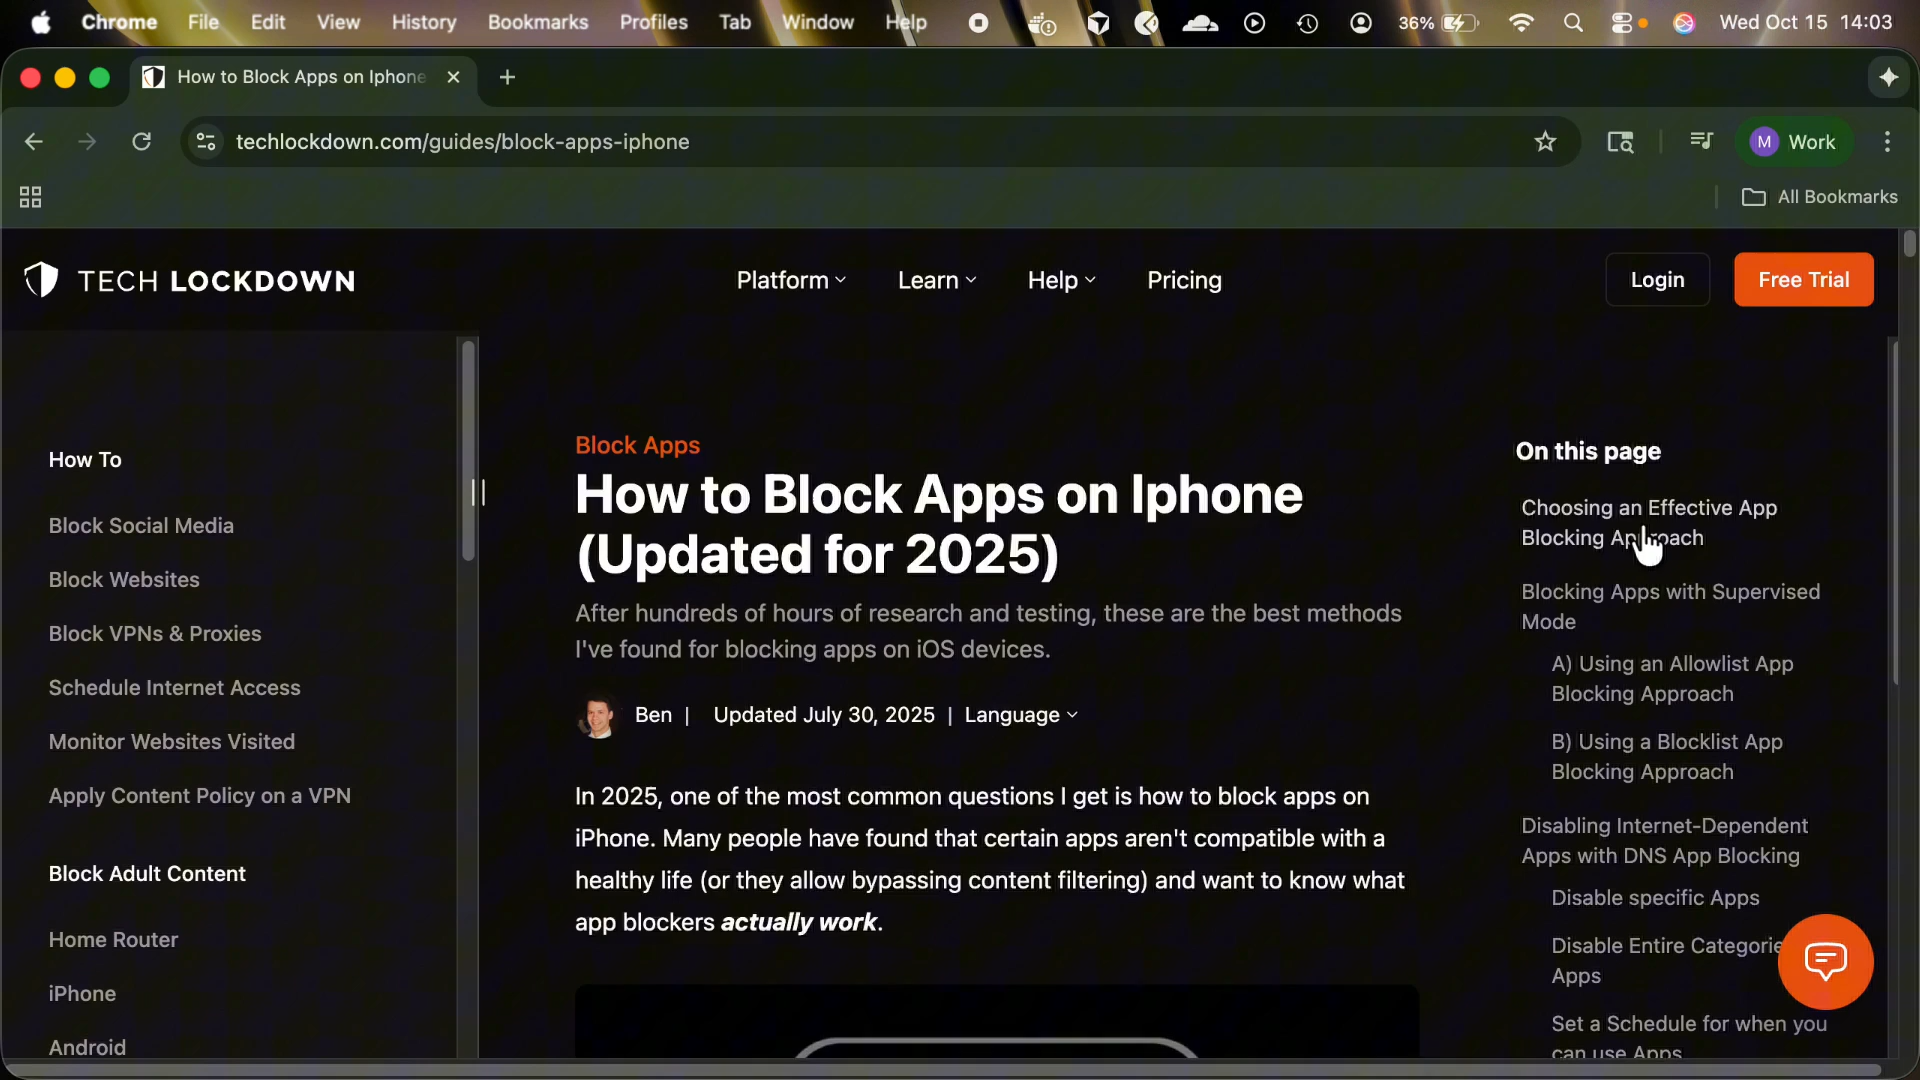 Chrome File Edit View History Bookmarks Profiles Tab Window Help 36% Wed Oct 15 14:03
How to Block Apps on Iphone
techlockdown.com/guides/block-apps-iphone
M Work
All Bookmarks
TECH LOCKDOWN
Platform
Learn
Help
Pricing
Login
Free Trial
How To
Block Social Media
Block Websites
Block VPNs & Proxies
Schedule Internet Access
Monitor Websites Visited
Apply Content Policy on a VPN
Block Adult Content
Home Router
iPhone
Android
Block Apps
How to Block Apps on Iphone
(Updated for 2025)
After hundreds of hours of research and testing, these are the best methods
I've found for blocking apps on iOS devices.
Ben | Updated July 30, 2025 | Language
In 2025, one of the most common questions I get is how to block apps on
iPhone. Many people have found that certain apps aren't compatible with a
healthy life (or they allow bypassing content filtering) and want to know what
app blockers actually work.
On this page
Choosing an Effective App
Blocking Approach
Blocking Apps with Supervised
Mode
A) Using an Allowlist App
Blocking Approach
B) Using a Blocklist App
Blocking Approach
Disabling Internet-Dependent
Apps with DNS App Blocking
Disable specific Apps
Disable Entire Categorie
Apps
Set a Schedule for when you
can use Apps